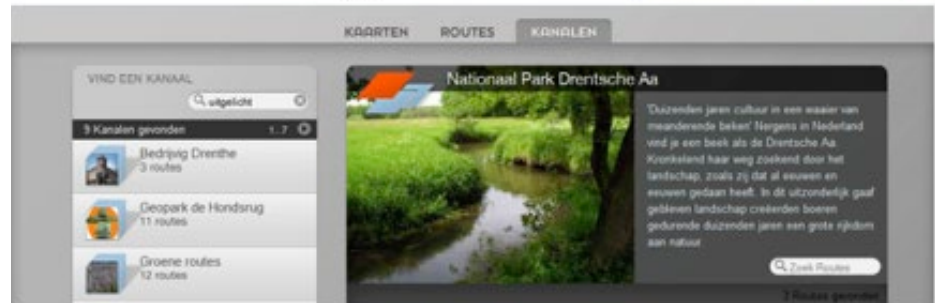 KAARTEN ROUTES KANALEN
VIND EEN KANAAL
uitgelicht
9 Kanalen gevonden 1..7
Bedrijvig Drenthe
3 routes
Geopark de Hondsrug
11 routes
Groene routes
12 routes
Nationaal Park Drentsche Aa
'Duizenden jaren cultuur in een waaier van
meanderende beken' Nergens in Nederland
vind je een beek als de Drentsche Aa.
Kronkelend haar weg zoekend door het
landschap, zoals zij dat al eeuwen en
eeuwen gedaan heeft. In dit uitzonderlijk gaaf
gebleven landschap creëerden boeren
gedurende duizenden jaren een grote rijkdom
aan natuur.
Zoek Routes
Routes gevonden